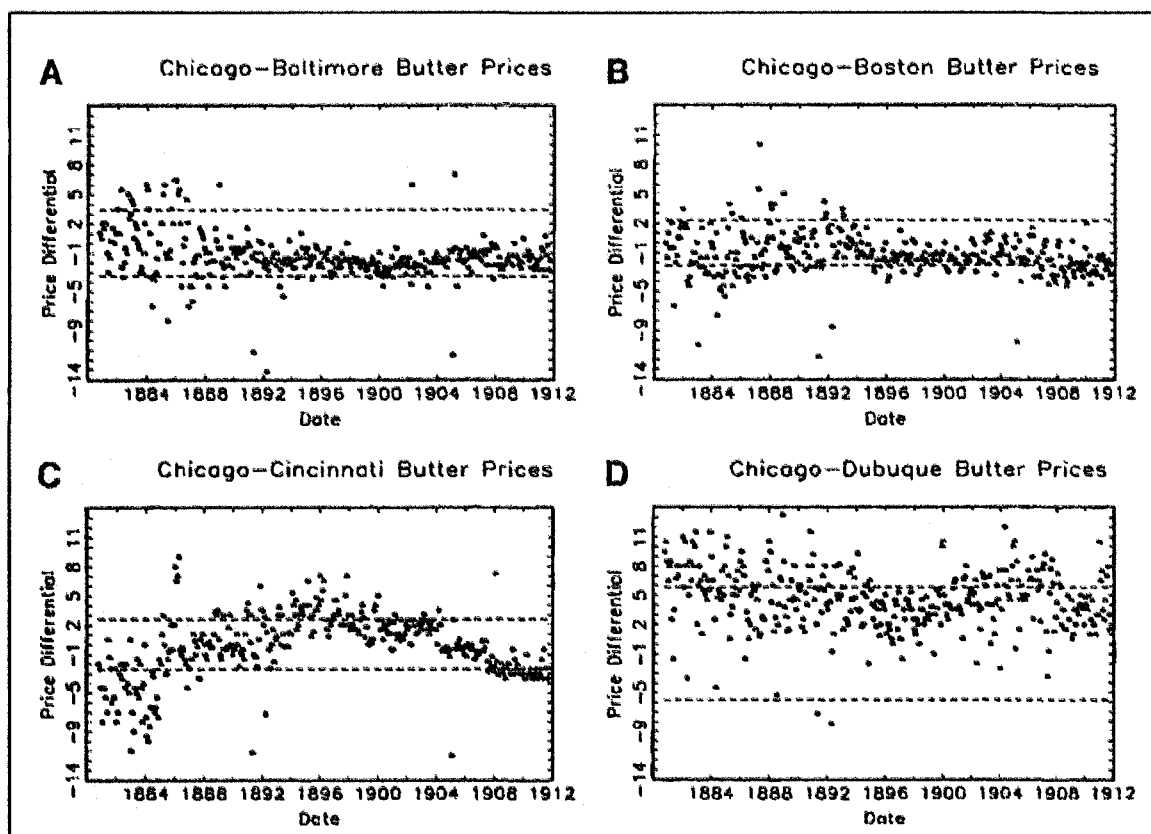 A Chicago-Baltimore Butter Prices
Price Differential
11
8
5
2
-1
-5
-9
-14
1884 1888 1892 1896 1900 1904 1908 1912
Date
B Chicago-Boston Butter Prices
Price Differential
11
8
5
2
-1
-5
-9
-14
1884 1888 1892 1896 1900 1904 1908 1912
Date
C Chicago-Cincinnati Butter Prices
Price Differential
11
8
5
2
-1
-5
-9
-14
1884 1888 1892 1896 1900 1904 1908 1912
Date
D Chicago-Dubuque Butter Prices
Price Differential
11
8
5
2
-1
-5
-9
-14
1884 1888 1892 1896 1900 1904 1908 1912
Date